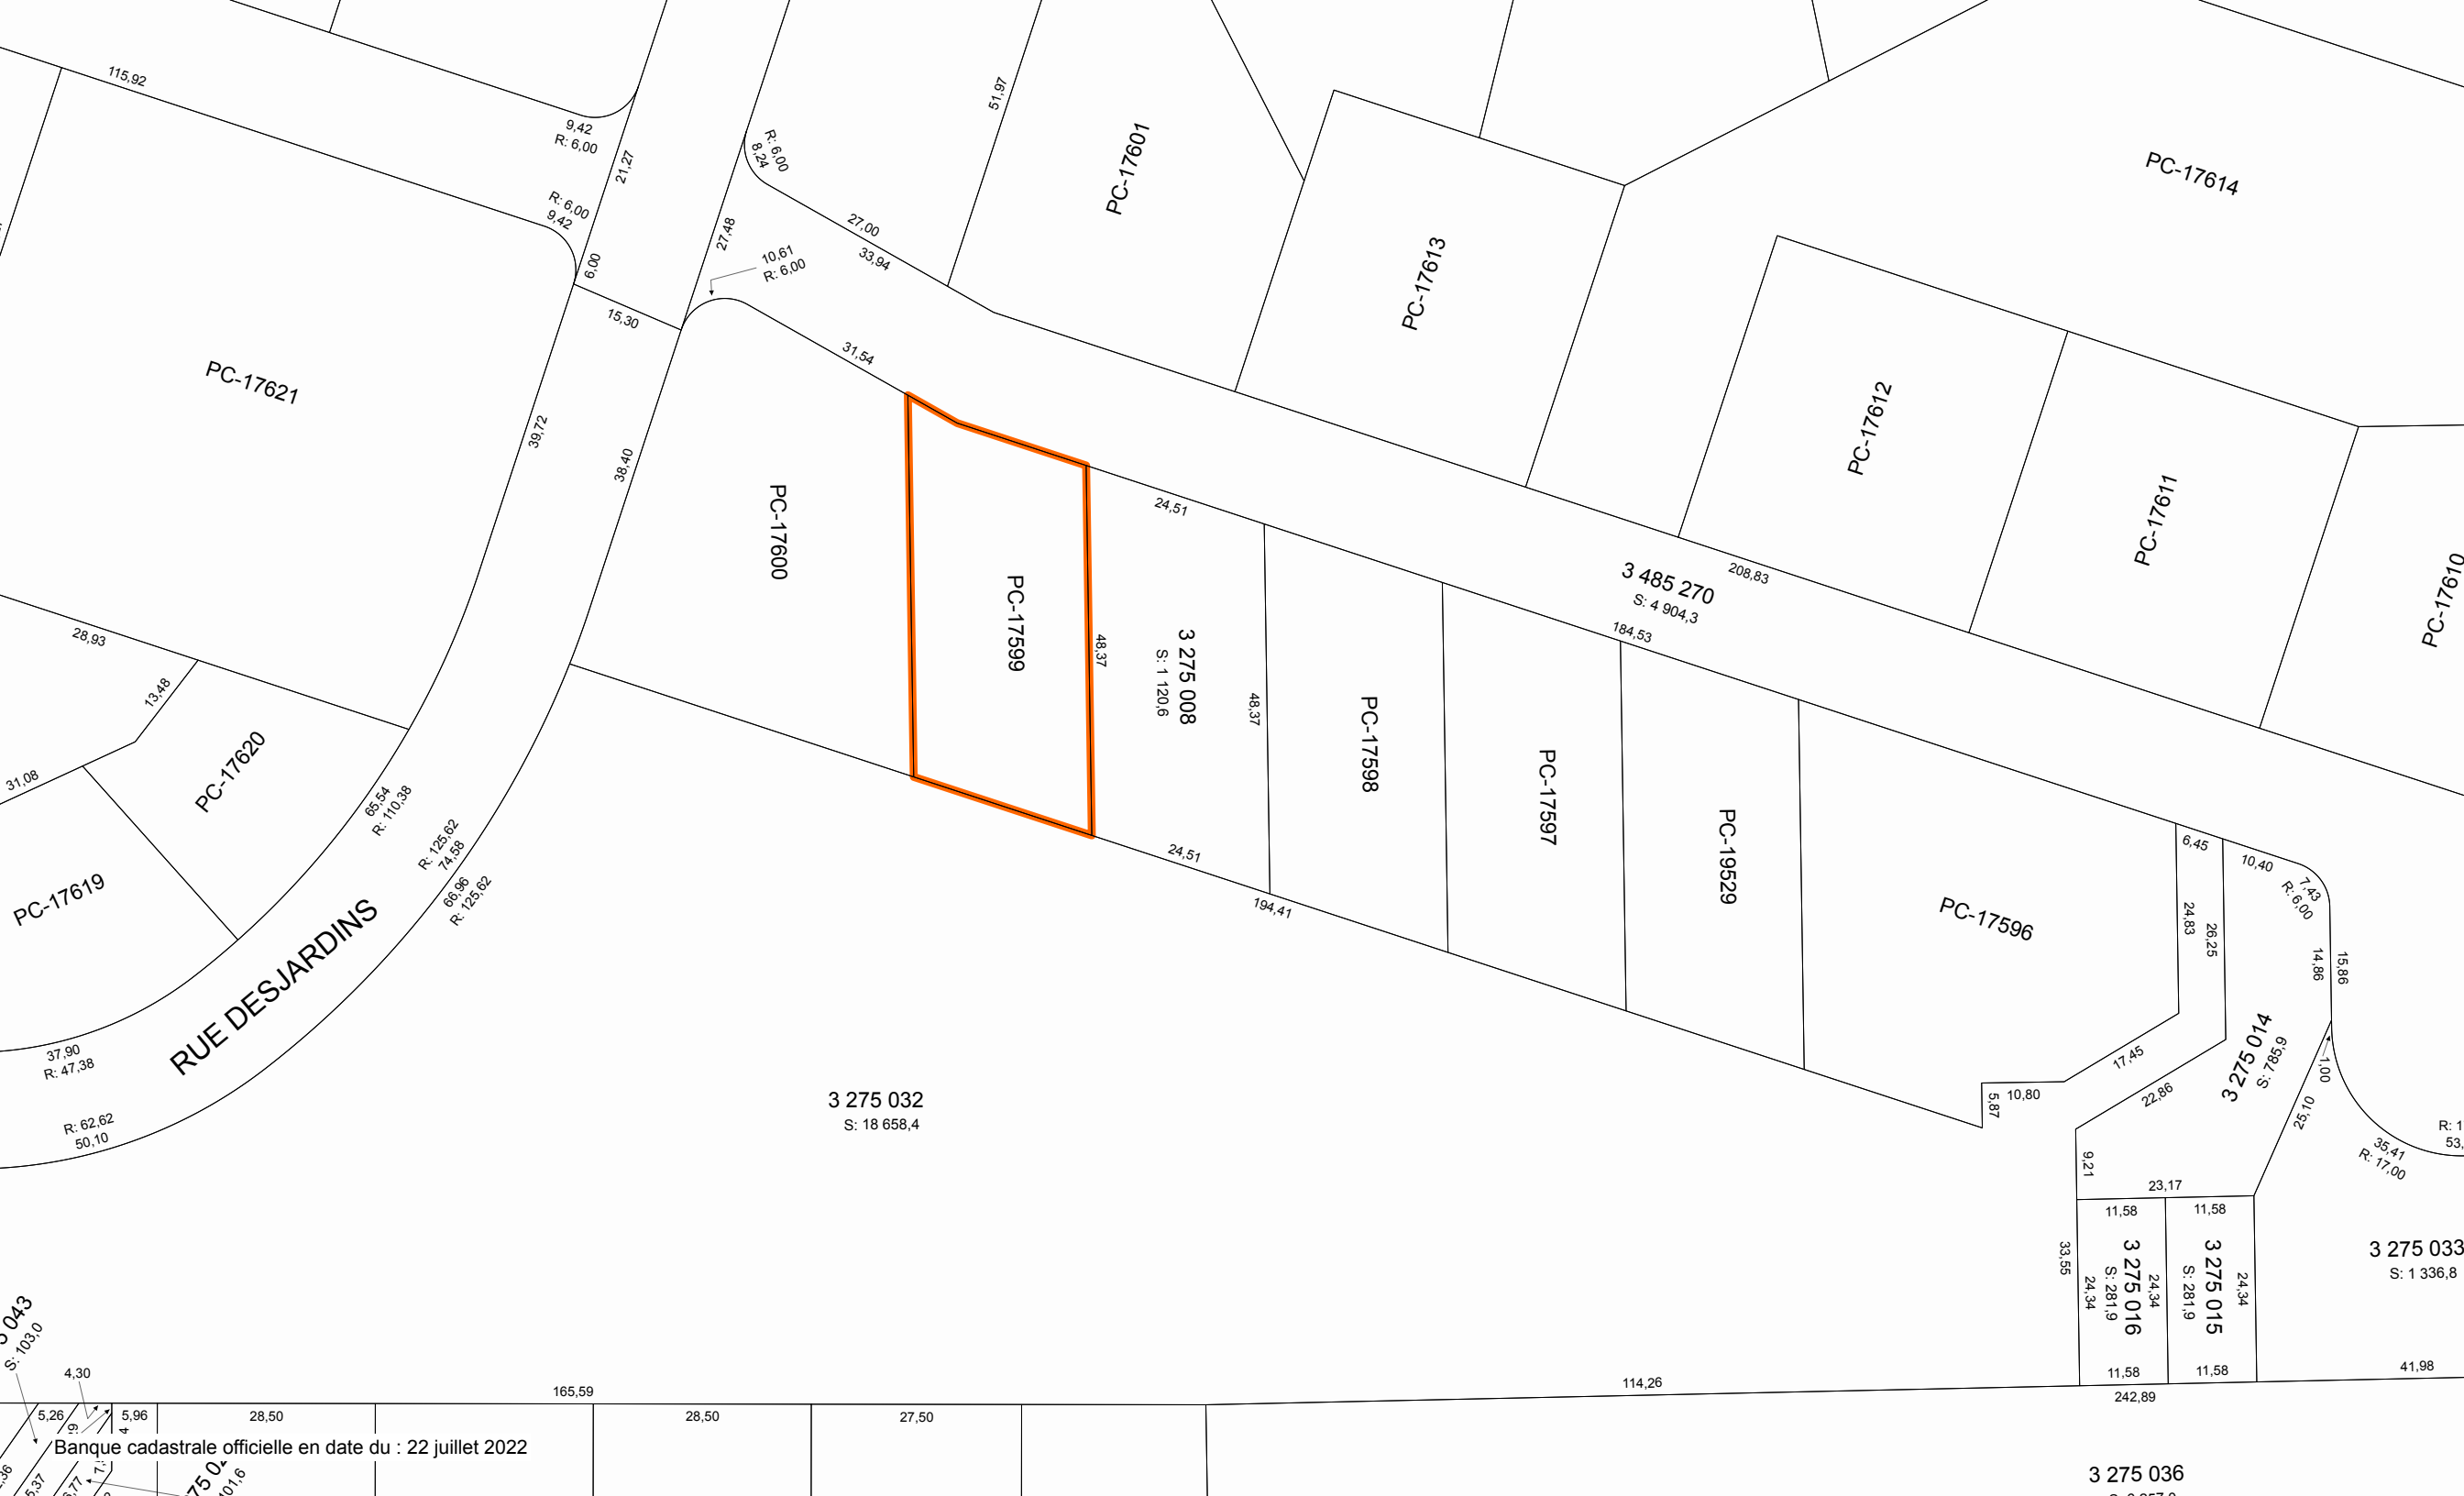 115,92
9,42
R: 6,00
21,27
R: 6,00
9,42
6,00
15,30
R: 6,00
8,24
27,48
27,00
33,94
10,61
R: 6,00
31,54
51,97
PC-17601
PC-17613
PC-17614
PC-17621
PC-17612
PC-17611
PC-17610
39,72
38,40
PC-17600
PC-17599
48,37
24,51
3 275 008
S: 1 120,6
48,37
24,51
194,41
PC-17598
PC-17597
PC-19529
PC-17596
3 485 270
S: 4 904,3
208,83
184,53
28,93
13,48
31,08
PC-17620
PC-17619
65,54
R: 110,38
R: 125,62
74,58
66,96
R: 125,62
RUE DESJARDINS
37,90
R: 47,38
R: 62,62
50,10
3 275 032
S: 18 658,4
6,45
10,40
7,43
R: 6,00
24,83
26,25
14,86
15,86
3 275 014
S: 785,9
1,00
25,10
17,45
22,86
10,80
5,87
9,21
23,17
35,41
R: 17,00
R: 1
53,
11,58
11,58
33,55
24,34
3 275 016
S: 281,9
24,34
3 275 015
S: 281,9
24,34
11,58
11,58
3 275 033
S: 1 336,8
41,98
242,89
114,26
165,59
043
S: 103,0
4,30
5,26
5,96
28,50
28,50
27,50
Banque cadastrale officielle en date du : 22 juillet 2022
3 275 036